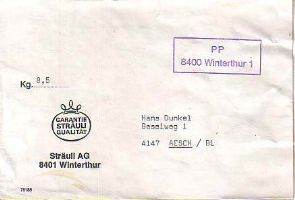 PP
8400 Winterthur 1
Kg. 8,5
GARANTIE
STRÄULI
QUALITÄT
Hans Dunkel
Baselweg 1
4147 AESCH / BL
Sträuli AG
8401 Winterthur